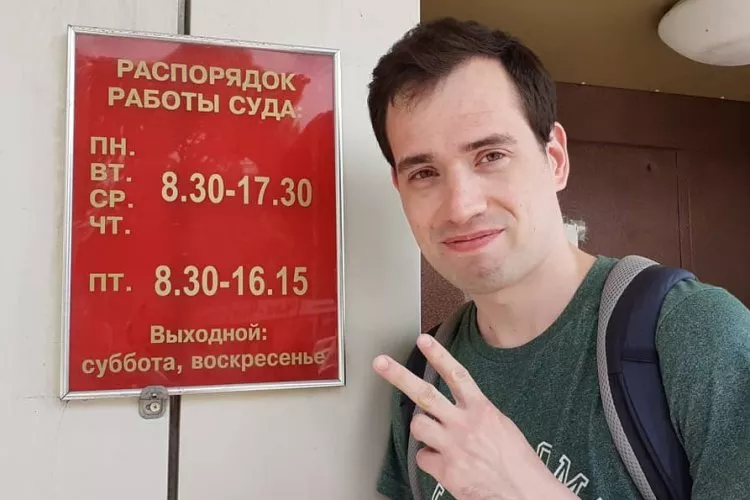 РАСПОРЯДОК
РАБОТЫ СУДА:
ПН.
ВТ.
СР.
ЧТ.
8.30-17.30
ПТ. 8.30-16.15
Выходной:
суббота, воскресенье